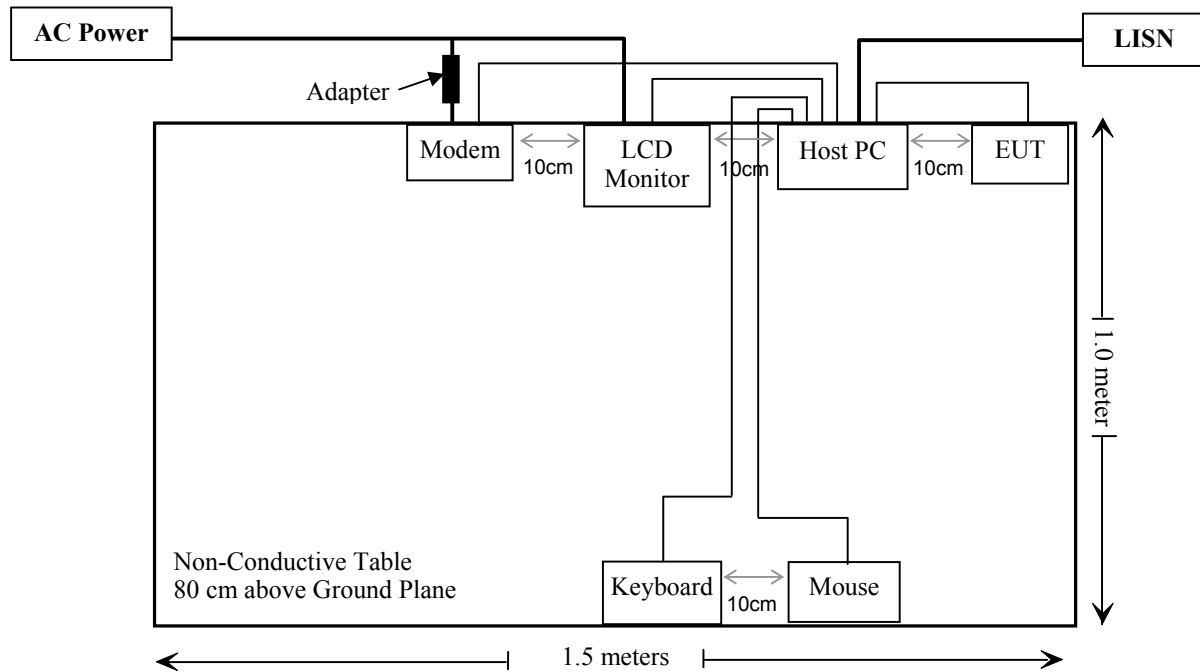 AC Power
LISN
Adapter
Modem
10cm
LCD
Monitor
10cm
Host PC
10cm
EUT
1.0 meter
Non-Conductive Table
80 cm above Ground Plane
Keyboard
10cm
Mouse
1.5 meters